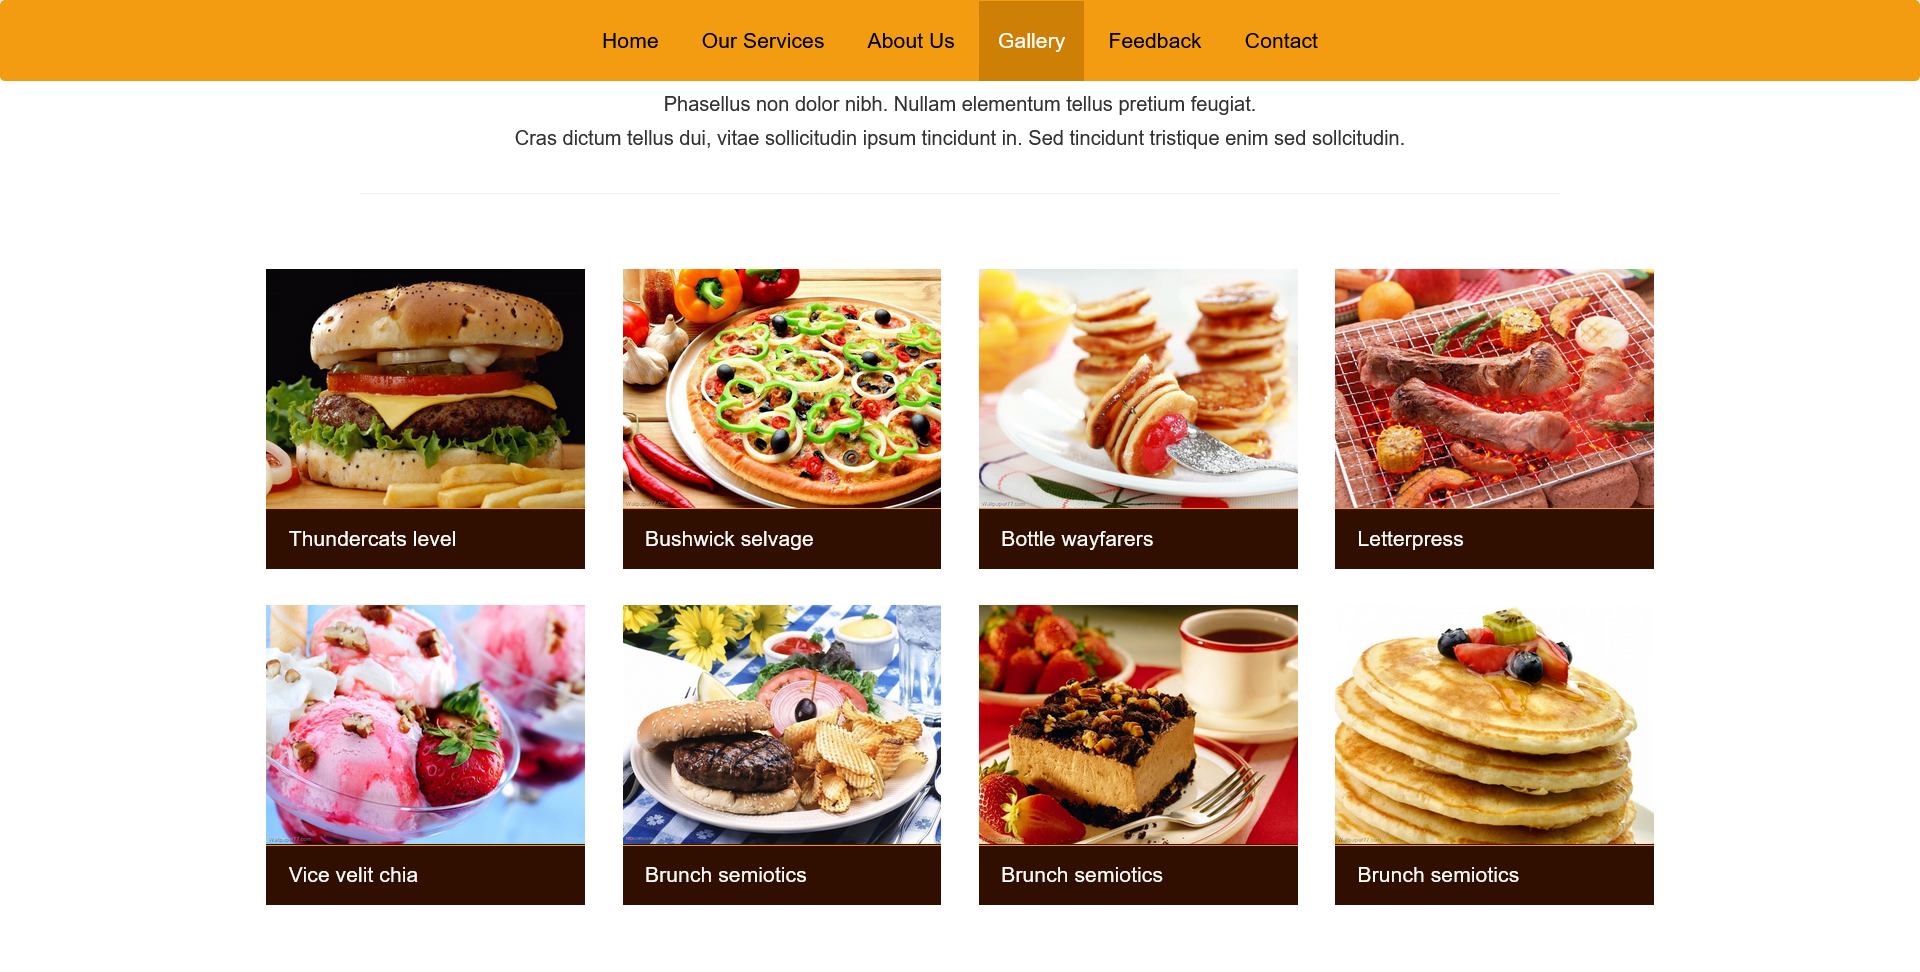 Home
Our Services
About Us
Gallery
Feedback
Contact
Phasellus non dolor nibh. Nullam elementum tellus pretium feugiat.
Cras dictum tellus dui, vitae sollicitudin ipsum tincidunt in. Sed tincidunt tristique enim sed sollcitudin.
Thundercats level
Bushwick selvage
Bottle wayfarers
Letterpress
Vice velit chia
Brunch semiotics
Brunch semiotics
Brunch semiotics